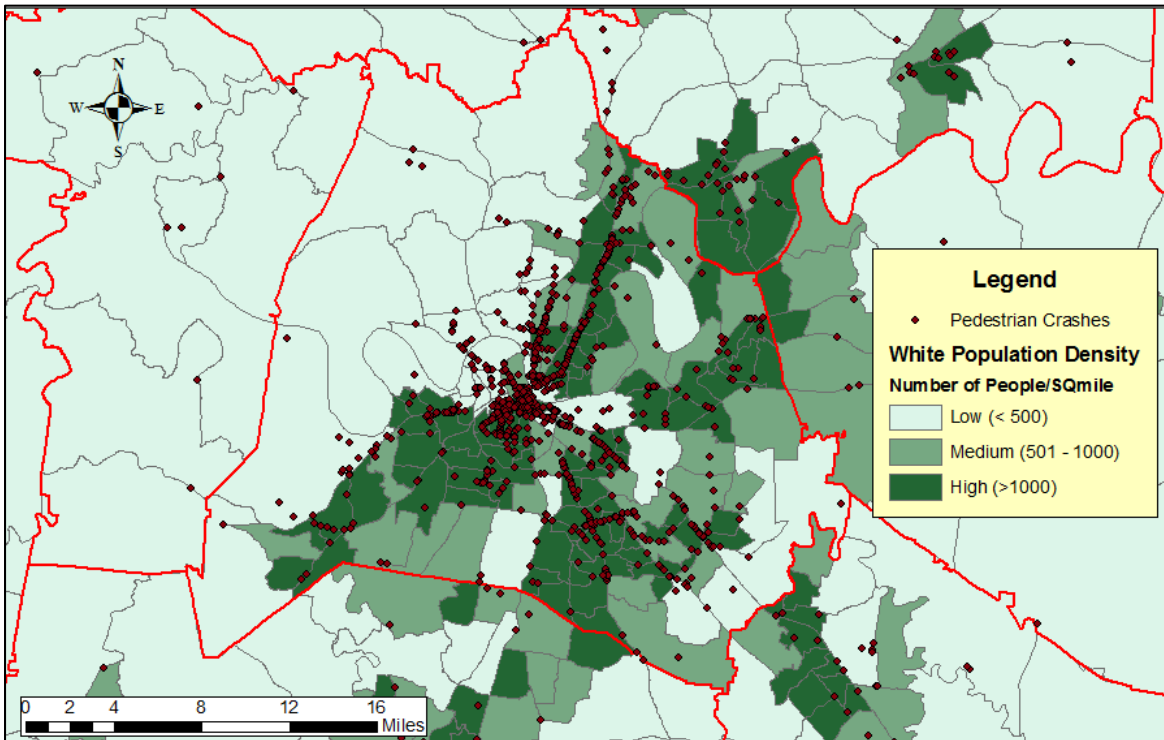 N
W E
S
Legend
Pedestrian Crashes
White Population Density
Number of People/SQmile
Low (< 500)
Medium (501 - 1000)
High (>1000)
0 2 4 8 12 16
Miles